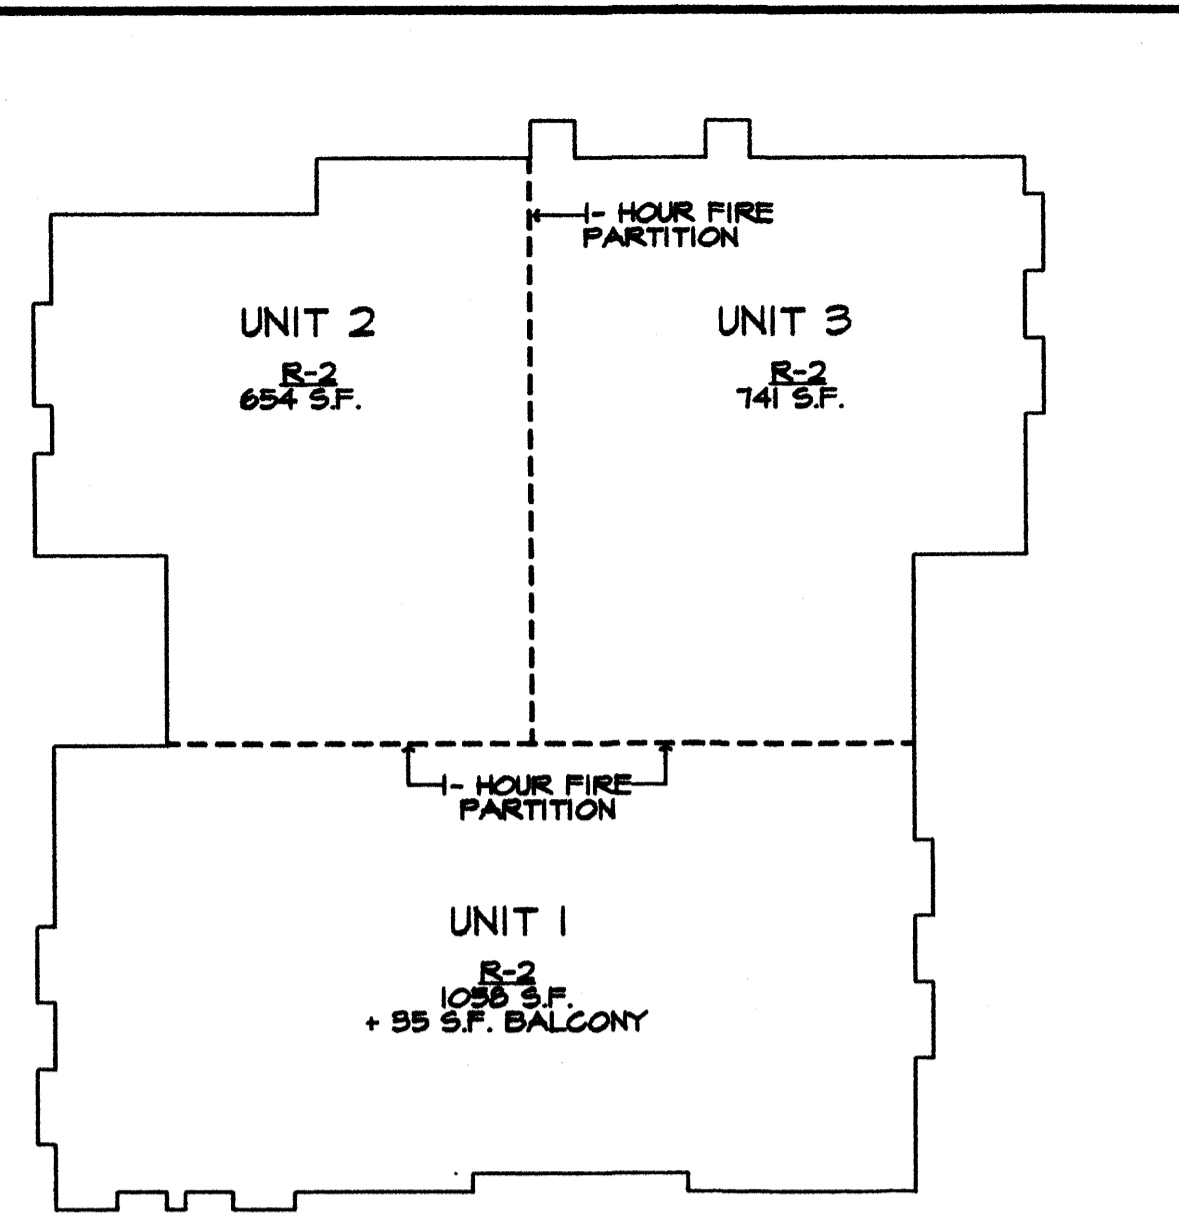 1- HOUR FIRE
PARTITION
UNIT 2
R-2
654 S.F.
UNIT 3
R-2
741 S.F.
1- HOUR FIRE
PARTITION
UNIT 1
R-2
1058 S.F.
+ 35 S.F. BALCONY